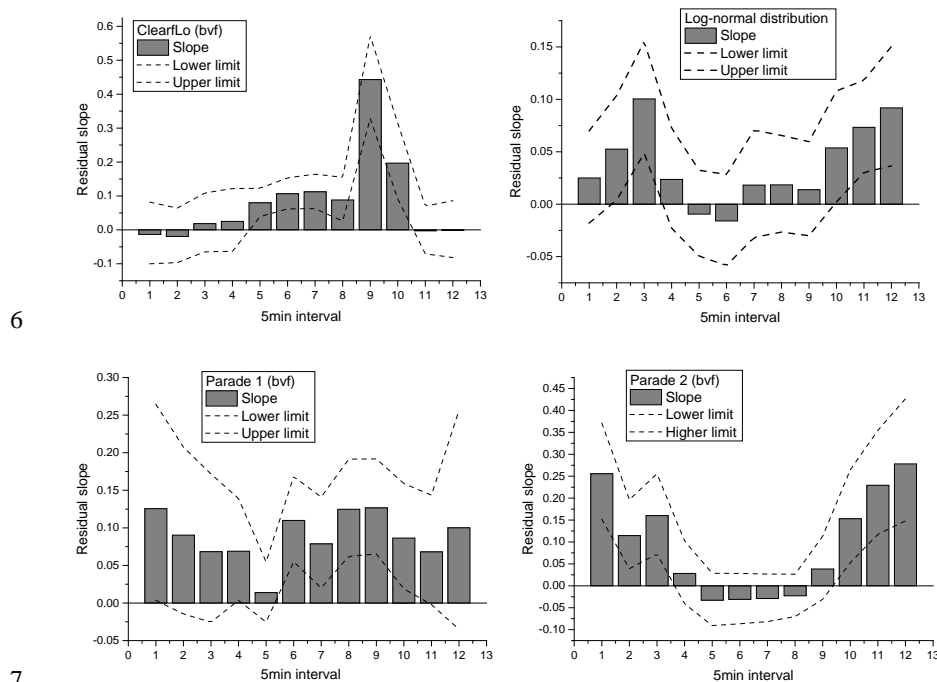 ClearfLo (bvf)
Slope
Lower limit
Upper limit
Residual slope
0.6
0.5
0.4
0.3
0.2
0.1
0.0
-0.1
0 1 2 3 4 5 6 7 8 9 10 11 12 13
5min interval
Log-normal distribution
Slope
Lower limit
Upper limit
Residual slope
0.15
0.10
0.05
0.00
-0.05
0 1 2 3 4 5 6 7 8 9 10 11 12 13
5min interval
6
Parade 1 (bvf)
Slope
Lower limit
Upper limit
Residual slope
0.30
0.25
0.20
0.15
0.10
0.05
0.00
-0.05
0 1 2 3 4 5 6 7 8 9 10 11 12 13
5min interval
Parade 2 (bvf)
Slope
Lower limit
Higher limit
Residual slope
0.45
0.40
0.35
0.30
0.25
0.20
0.15
0.10
0.05
0.00
-0.05
-0.10
0 1 2 3 4 5 6 7 8 9 10 11 12 13
5min interval
7